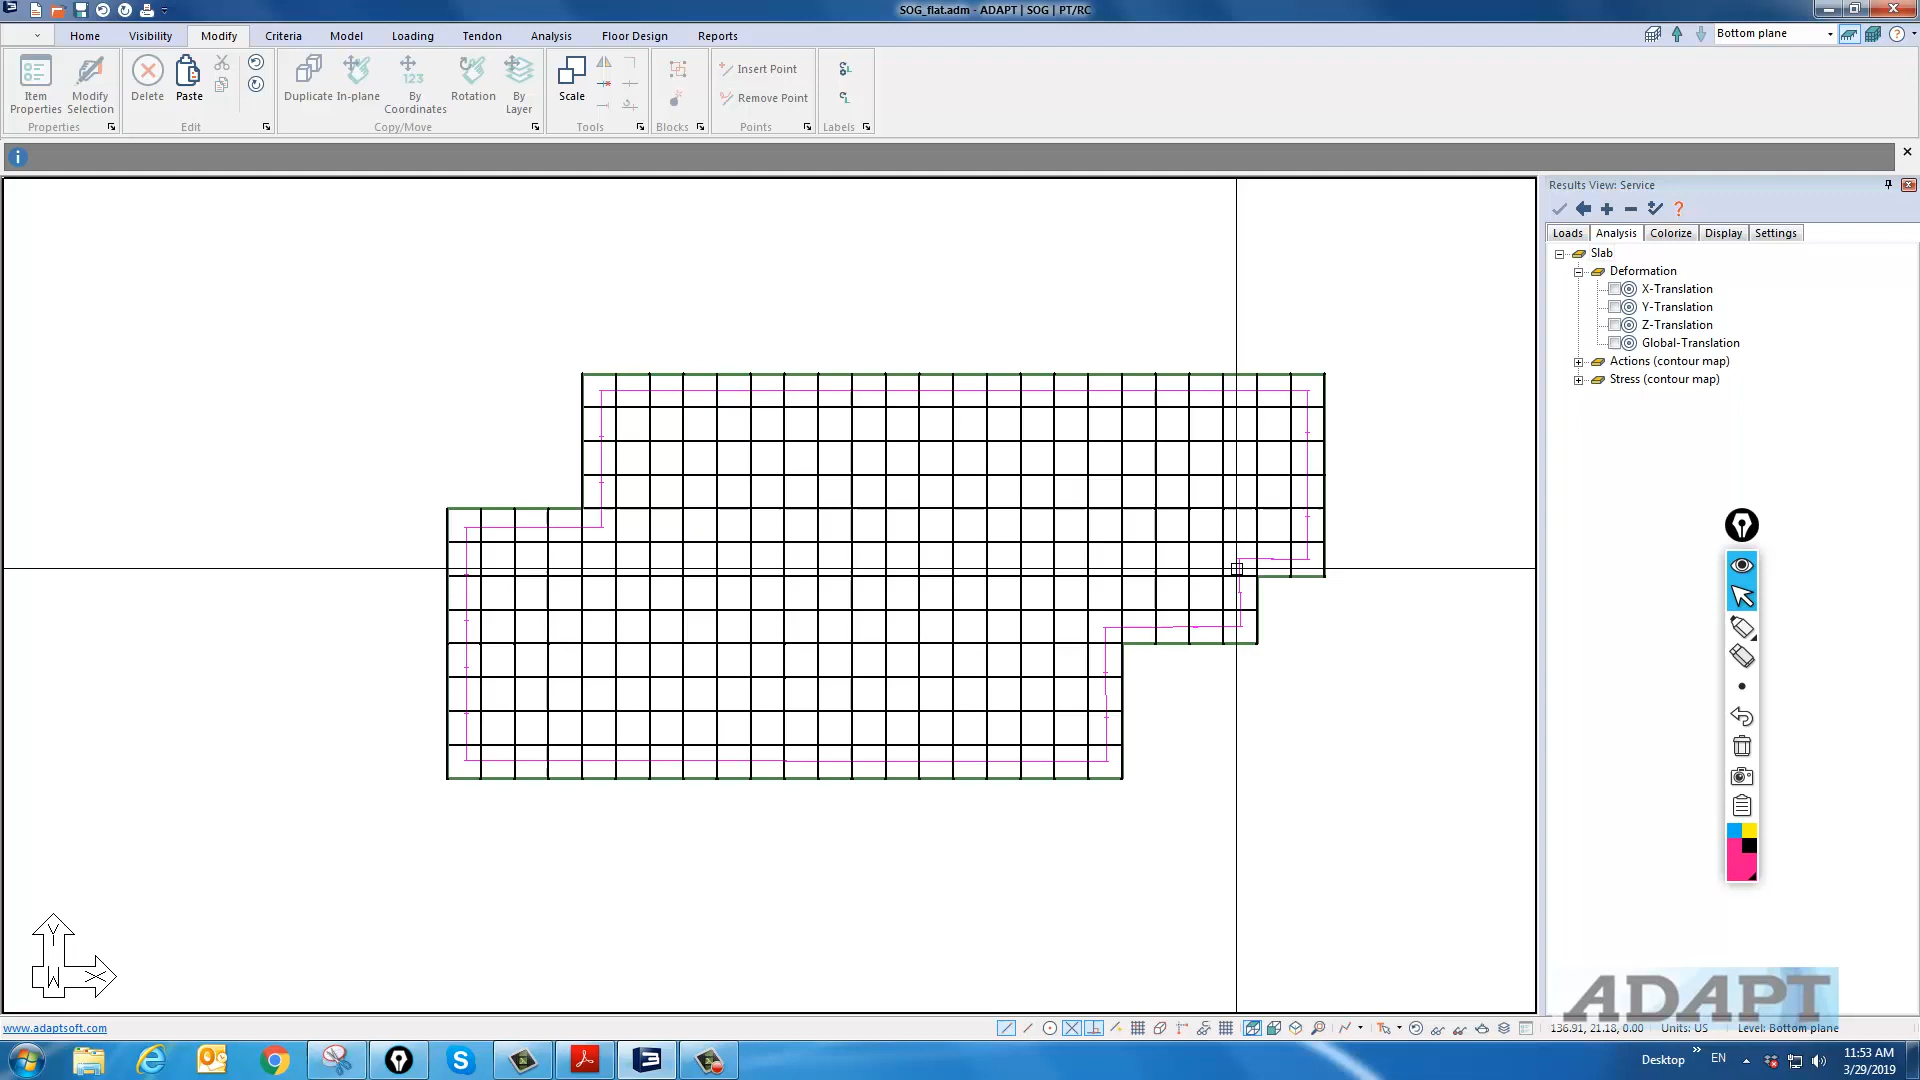 SOG_flat.adm - ADAPT | SOG | PT/RC
Home Visibility Modify Criteria Model Loading Tendon Analysis Floor Design Reports
Bottom plane
Item Properties
Modify Selection
Properties
Delete
Paste
Edit
Duplicate
In-plane
123
By Coordinates
Rotation
By Layer
Copy/Move
Scale
Tools
Blocks
Insert Point
Remove Point
Points
Labels
Results View: Service
Loads Analysis Colorize Display Settings
Slab
Deformation
X-Translation
Y-Translation
Z-Translation
Global-Translation
Actions (contour map)
Stress (contour map)
Y
W X
ADAPT
www.adaptsoft.com
136.91, 21.18, 0.00 Units: US Level: Bottom plane
Desktop EN
11:53 AM
3/29/2019